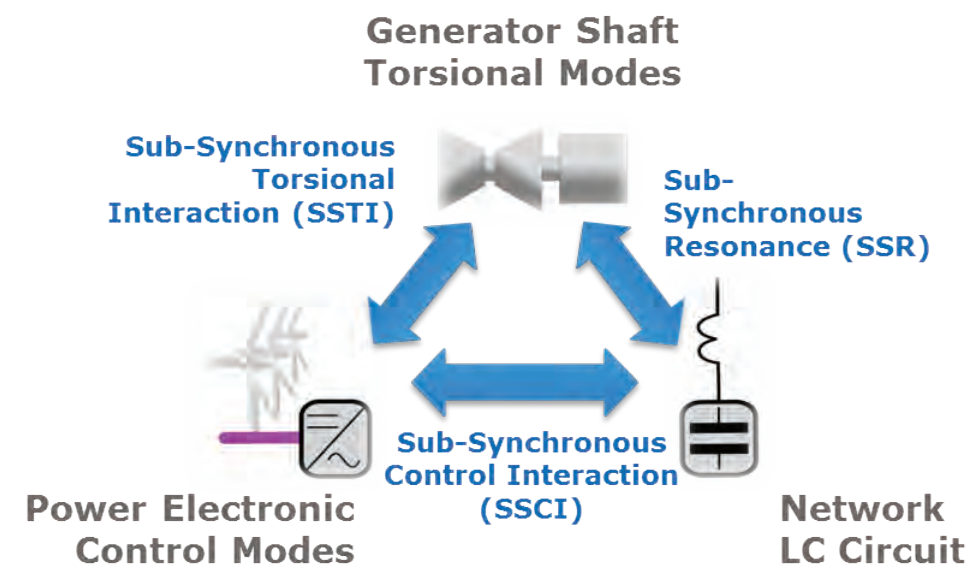 Generator Shaft
Torsional Modes
Sub-Synchronous
Torsional
Interaction (SSTI)
Sub-
Synchronous
Resonance (SSR)
Sub-Synchronous
Control Interaction
(SSCI)
Power Electronic
Control Modes
Network
LC Circuit